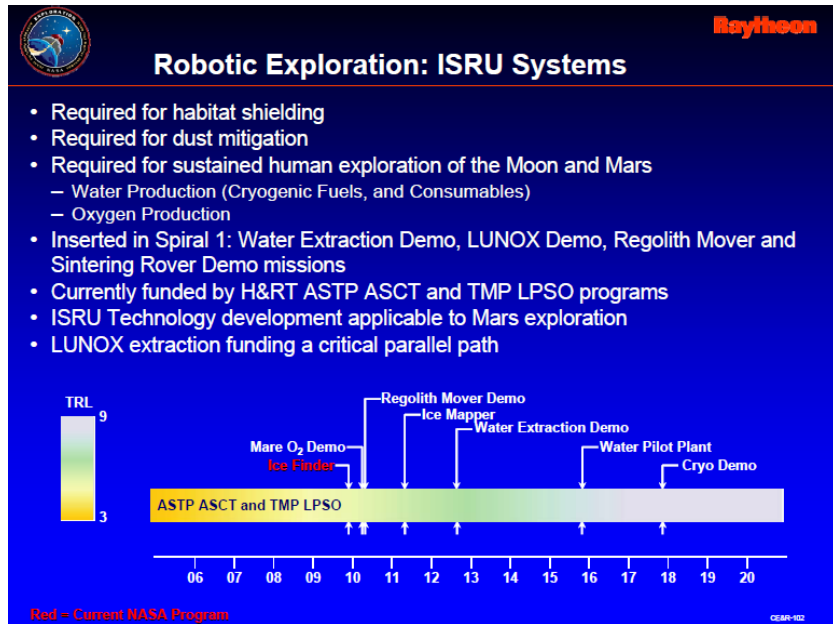 Raytheon
Robotic Exploration: ISRU Systems
• Required for habitat shielding
• Required for dust mitigation
• Required for sustained human exploration of the Moon and Mars
– Water Production (Cryogenic Fuels, and Consumables)
– Oxygen Production
• Inserted in Spiral 1: Water Extraction Demo, LUNOX Demo, Regolith Mover and
Sintering Rover Demo missions
• Currently funded by H&RT ASTP ASCT and TMP LPSO programs
• ISRU Technology development applicable to Mars exploration
• LUNOX extraction funding a critical parallel path
TRL
9
3
Regolith Mover Demo
Ice Mapper
Water Extraction Demo
Mare O₂ Demo
Water Pilot Plant
Ice Finder
Cryo Demo
ASTP ASCT and TMP LPSO
06 07 08 09 10 11 12 13 14 15 16 17 18 19 20
Red = Current NASA Program
CE&R-102